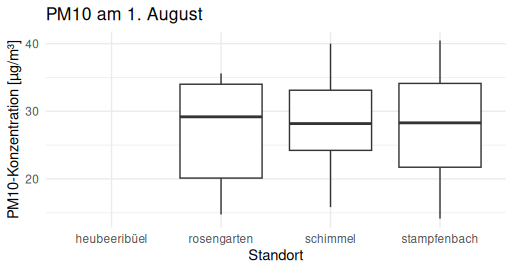 PM10 am 1. August
PM10-Konzentration [µg/m³]
40
30
20
heubeeribüel rosengarten schimmel stampfenbach
Standort